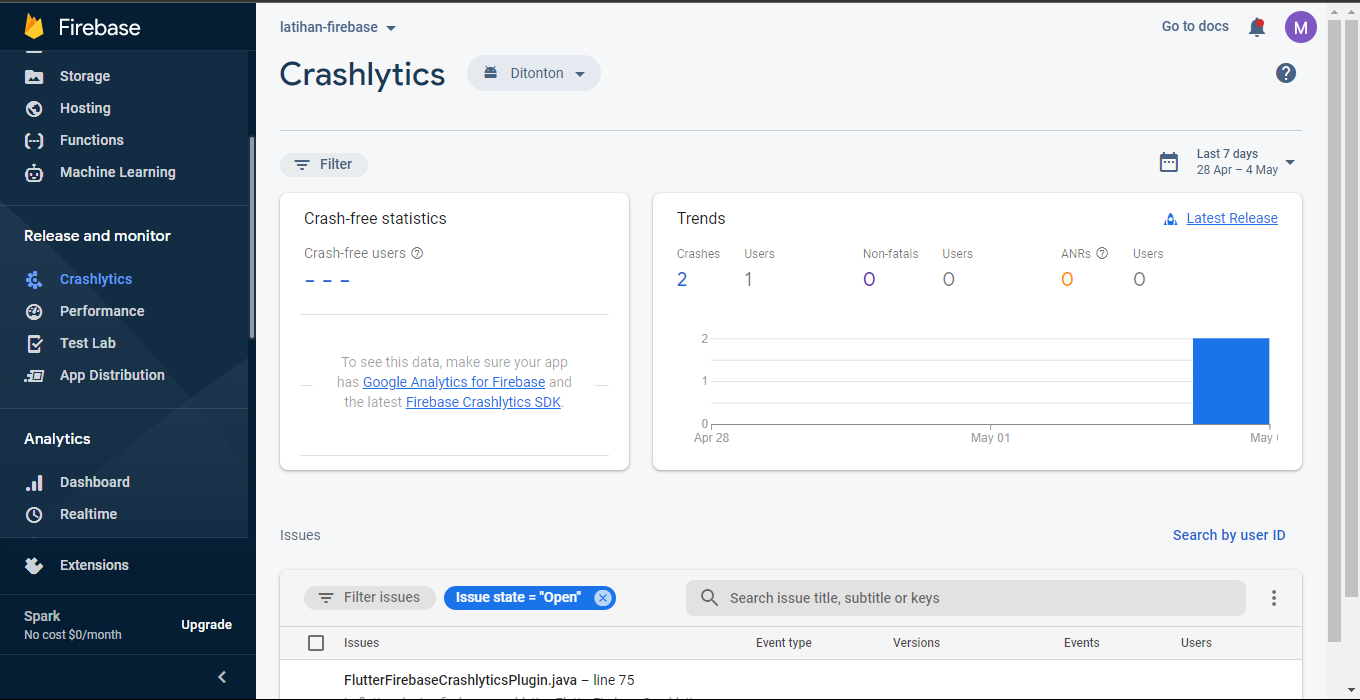 Firebase
latihan-firebase
Go to docs
M
Crashlytics
Ditonton
Storage
Hosting
Functions
Machine Learning
Release and monitor
Crashlytics
Performance
Test Lab
App Distribution
Analytics
Dashboard
Realtime
Extensions
Spark
No cost $0/month
Upgrade
Filter
Last 7 days
28 Apr – 4 May
Crash-free statistics
Crash-free users
– – –
To see this data, make sure your app
has Google Analytics for Firebase and
the latest Firebase Crashlytics SDK.
Trends
Latest Release
Crashes Users Non-fatals Users ANRs Users
2 1 0 0 0 0
2
1
0
Apr 28 May 01 May
Issues
Search by user ID
Filter issues
Issue state = "Open"
Search issue title, subtitle or keys
Issues Event type Versions Events Users
FlutterFirebaseCrashlyticsPlugin.java – line 75